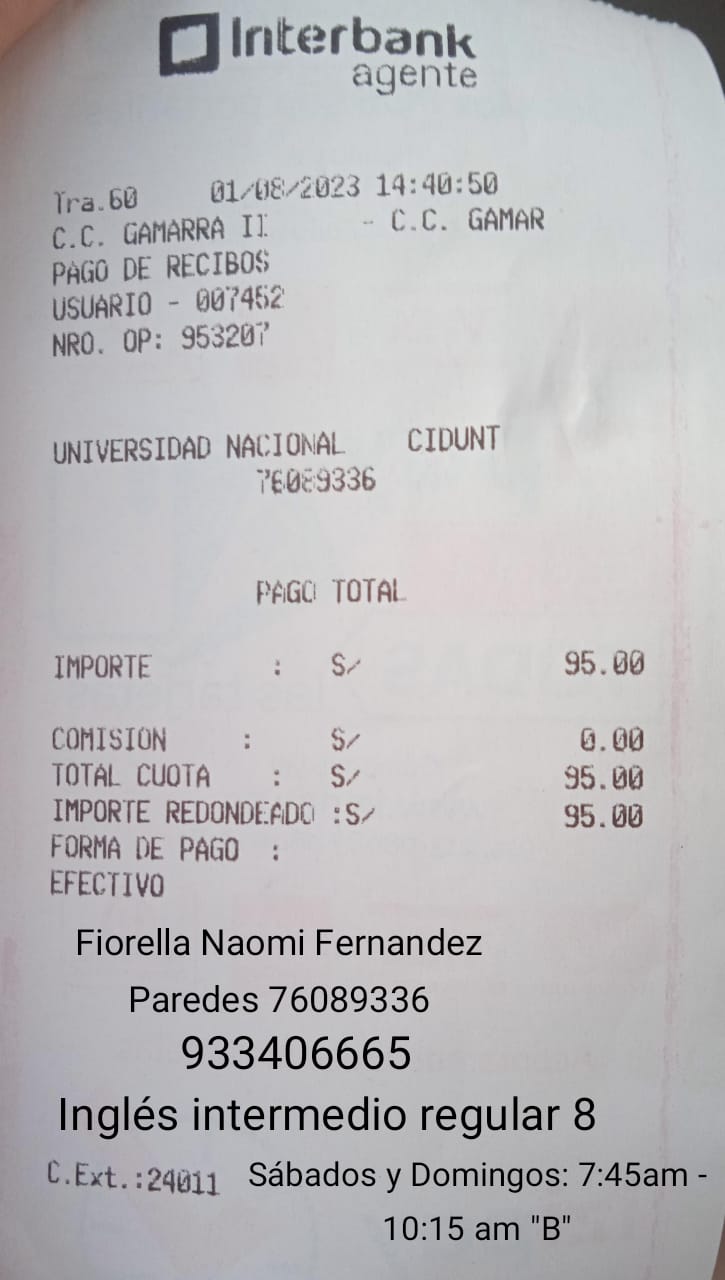 Interbank
agente
Tra.60 01/08/2023 14:40:50
C.C. GAMARRA II - C.C. GAMAR
PAGO DE RECIBOS
USUARIO - 007452
NRO. OP: 953207
UNIVERSIDAD NACIONAL CIDUNT
76089336
PAGO TOTAL
IMPORTE : S/ 95.00
COMISION : S/ 0.00
TOTAL CUOTA : S/ 95.00
IMPORTE REDONDEADO :S/ 95.00
FORMA DE PAGO :
EFECTIVO
Fiorella Naomi Fernandez
Paredes 76089336
933406665
Inglés intermedio regular 8
C.Ext.:24011 Sábados y Domingos: 7:45am -
10:15 am "B"